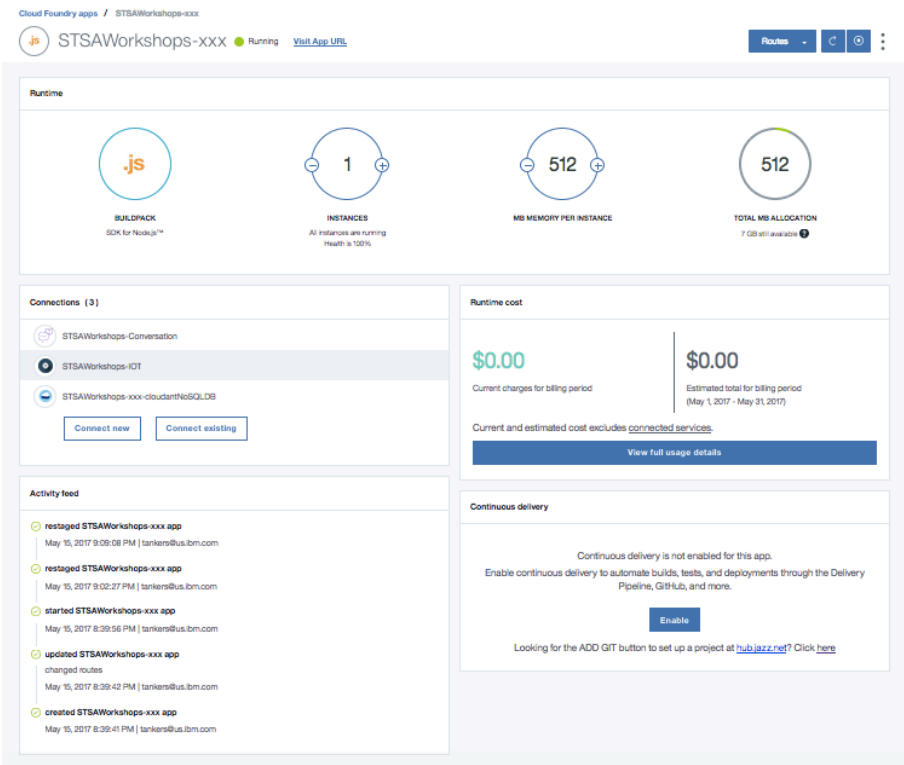 Cloud Foundry apps / STSAWorkshops-xxx
.js STSAWorkshops-xxx Running Visit App URL Routes
Runtime
.js
1
512
512
BUILDPACK
SDK for Node.js™
INSTANCES
All instances are running
Health is 100%
MB MEMORY PER INSTANCE
TOTAL MB ALLOCATION
7 GB still available ?
Connections (3)
STSAWorkshops-Conversation
STSAWorkshops-IOT
STSAWorkshops-xxx-cloudantNoSQLDB
Connect new Connect existing
Runtime cost
$0.00
Current charges for billing period
$0.00
Estimated total for billing period
(May 1, 2017 - May 31, 2017)
Current and estimated cost excludes connected services.
View full usage details
Activity feed
restaged STSAWorkshops-xxx app
May 15, 2017 9:09:08 PM | tankers@us.ibm.com
restaged STSAWorkshops-xxx app
May 15, 2017 9:02:27 PM | tankers@us.ibm.com
started STSAWorkshops-xxx app
May 15, 2017 8:39:56 PM | tankers@us.ibm.com
updated STSAWorkshops-xxx app
changed routes
May 15, 2017 8:39:42 PM | tankers@us.ibm.com
created STSAWorkshops-xxx app
May 15, 2017 8:39:41 PM | tankers@us.ibm.com
Continuous delivery
Continuous delivery is not enabled for this app.
Enable continuous delivery to automate builds, tests, and deployments through the Delivery
Pipeline, GitHub, and more.
Enable
Looking for the ADD GIT button to set up a project at hub.jazz.net? Click here